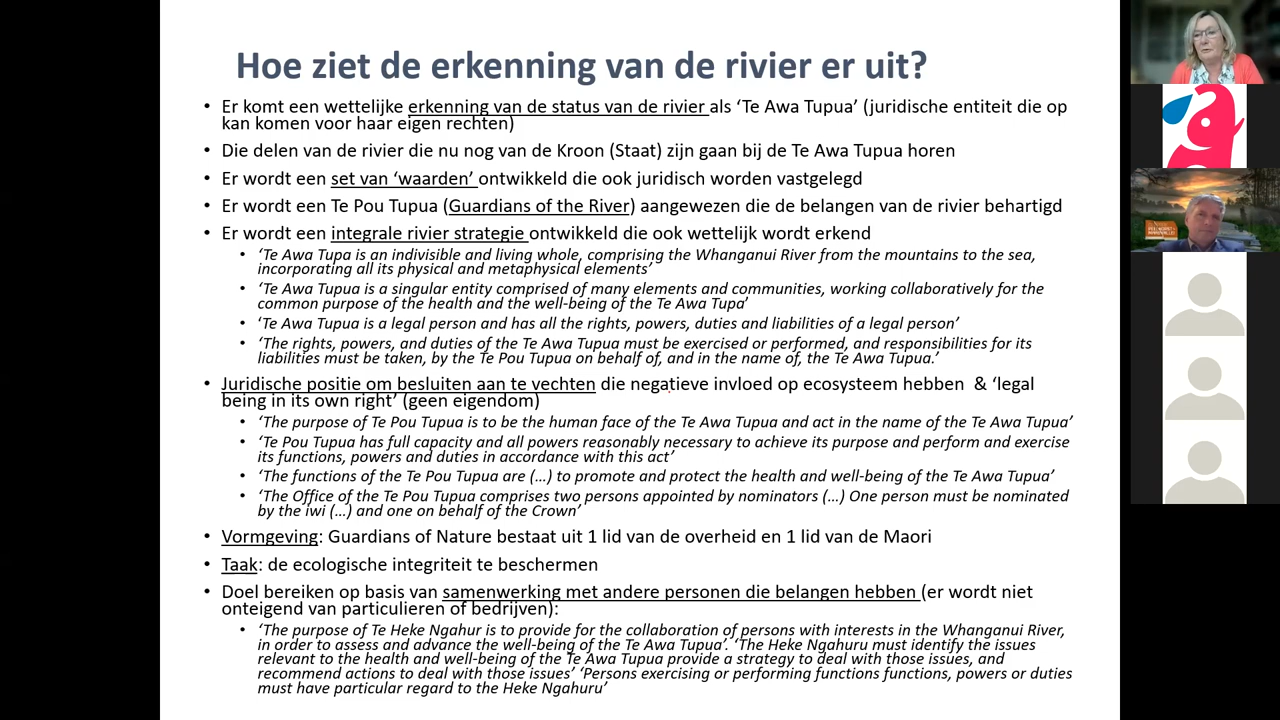 Hoe ziet de erkenning van de rivier er uit?
• Er komt een wettelijke erkenning van de status van de rivier als ‘Te Awa Tupua’ (juridische entiteit die op
kan komen voor haar eigen rechten)
• Die delen van de rivier die nu nog van de Kroon (Staat) zijn gaan bij de Te Awa Tupua horen
• Er wordt een set van ‘waarden’ ontwikkeld die ook juridisch worden vastgelegd
• Er wordt een Te Pou Tupua (Guardians of the River) aangewezen die de belangen van de rivier behartigd
• Er wordt een integrale rivier strategie ontwikkeld die ook wettelijk wordt erkend
• ‘Te Awa Tupa is an indivisible and living whole, comprising the Whanganui River from the mountains to the sea,
incorporating all its physical and metaphysical elements’
• ‘Te Awa Tupua is a singular entity comprised of many elements and communities, working collaboratively for the
common purpose of the health and the well-being of the Te Awa Tupa’
• ‘Te Awa Tupua is a legal person and has all the rights, powers, duties and liabilities of a legal person’
• ‘The rights, powers, and duties of the Te Awa Tupua must be exercised or performed, and responsibilities for its
liabilities must be taken, by the Te Pou Tupua on behalf of, and in the name of, the Te Awa Tupua.’
• Juridische positie om besluiten aan te vechten die negatieve invloed op ecosysteem hebben & ‘legal
being in its own right’ (geen eigendom)
• ‘The purpose of Te Pou Tupua is to be the human face of the Te Awa Tupua and act in the name of the Te Awa Tupua’
• ‘Te Pou Tupua has full capacity and all powers reasonably necessary to achieve its purpose and perform and exercise
its functions, powers and duties in accordance with this act’
• ‘The functions of the Te Pou Tupua are (…) to promote and protect the health and well-being of the Te Awa Tupua’
• ‘The Office of the Te Pou Tupua comprises two persons appointed by nominators (…) One person must be nominated
by the iwi (…) and one on behalf of the Crown’
• Vormgeving: Guardians of Nature bestaat uit 1 lid van de overheid en 1 lid van de Maori
• Taak: de ecologische integriteit te beschermen
• Doel bereiken op basis van samenwerking met andere personen die belangen hebben (er wordt niet
onteigend van particulieren of bedrijven):
• ‘The purpose of Te Heke Ngahur is to provide for the collaboration of persons with interests in the Whanganui River,
in order to assess and advance the well-being of the Te Awa Tupua’. ‘The Heke Ngahuru must identify the issues
relevant to the health and well-being of the Te Awa Tupua provide a strategy to deal with those issues, and
recommend actions to deal with those issues’ ‘Persons exercising or performing functions functions, powers or duties
must have particular regard to the Heke Ngahuru’